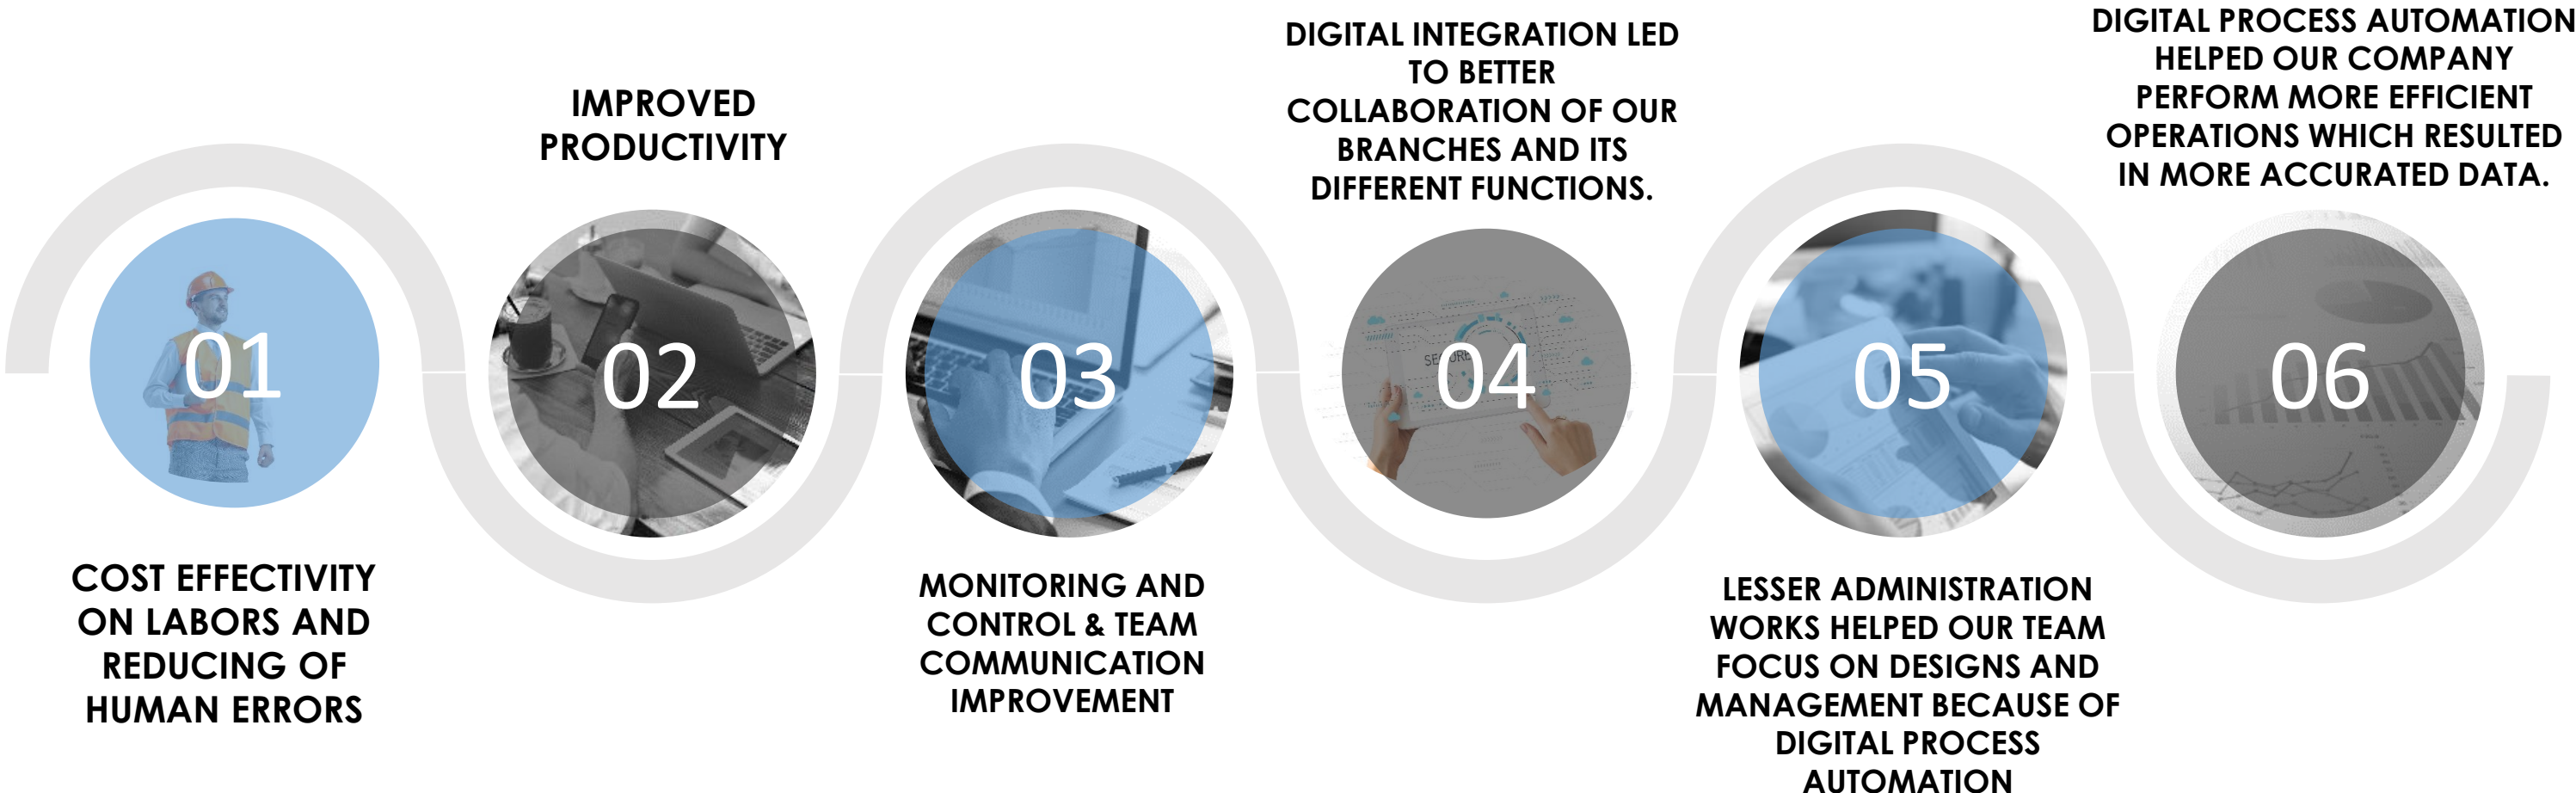 01
COST EFFECTIVITY
ON LABORS AND
REDUCING OF
HUMAN ERRORS
IMPROVED
PRODUCTIVITY
02
03
MONITORING AND
CONTROL & TEAM
COMMUNICATION
IMPROVEMENT
DIGITAL INTEGRATION LED
TO BETTER
COLLABORATION OF OUR
BRANCHES AND ITS
DIFFERENT FUNCTIONS.
SECURE
04
05
LESSER ADMINISTRATION
WORKS HELPED OUR TEAM
FOCUS ON DESIGNS AND
MANAGEMENT BECAUSE OF
DIGITAL PROCESS
AUTOMATION
DIGITAL PROCESS AUTOMATION
HELPED OUR COMPANY
PERFORM MORE EFFICIENT
OPERATIONS WHICH RESULTED
IN MORE ACCURATED DATA.
06